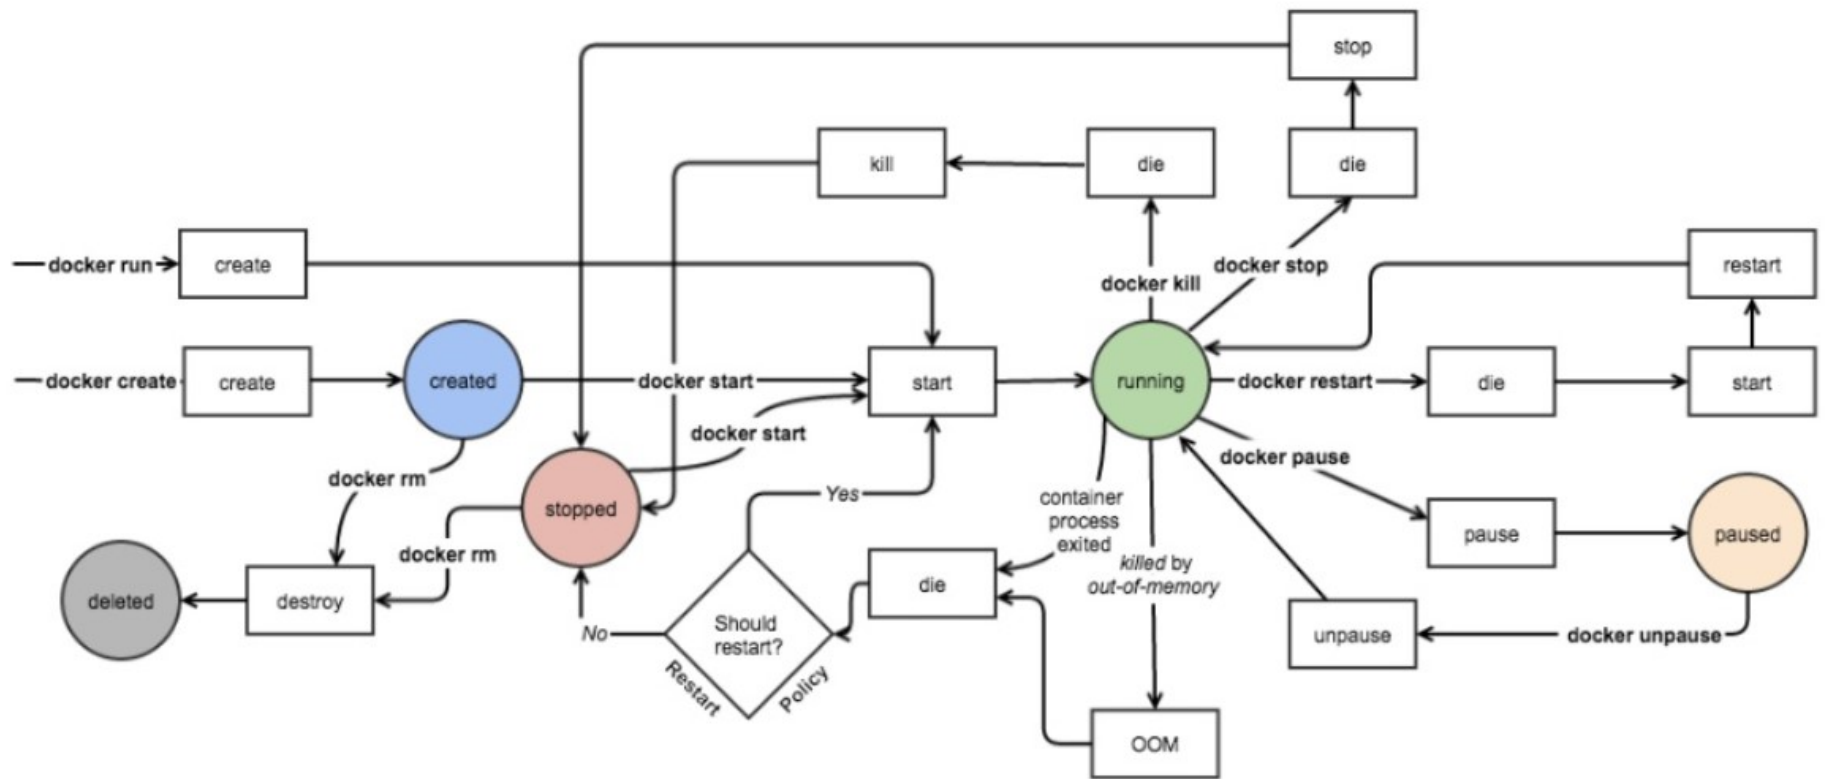 stop
kill
die
die
docker run
create
docker kill
docker stop
restart
docker create
create
created
docker start
start
running
docker restart
die
start
docker start
docker rm
stopped
docker pause
Yes
container
process
exited
pause
paused
docker rm
killed by
out-of-memory
deleted
destroy
die
No
Should
restart?
Restart
Policy
unpause
docker unpause
OOM